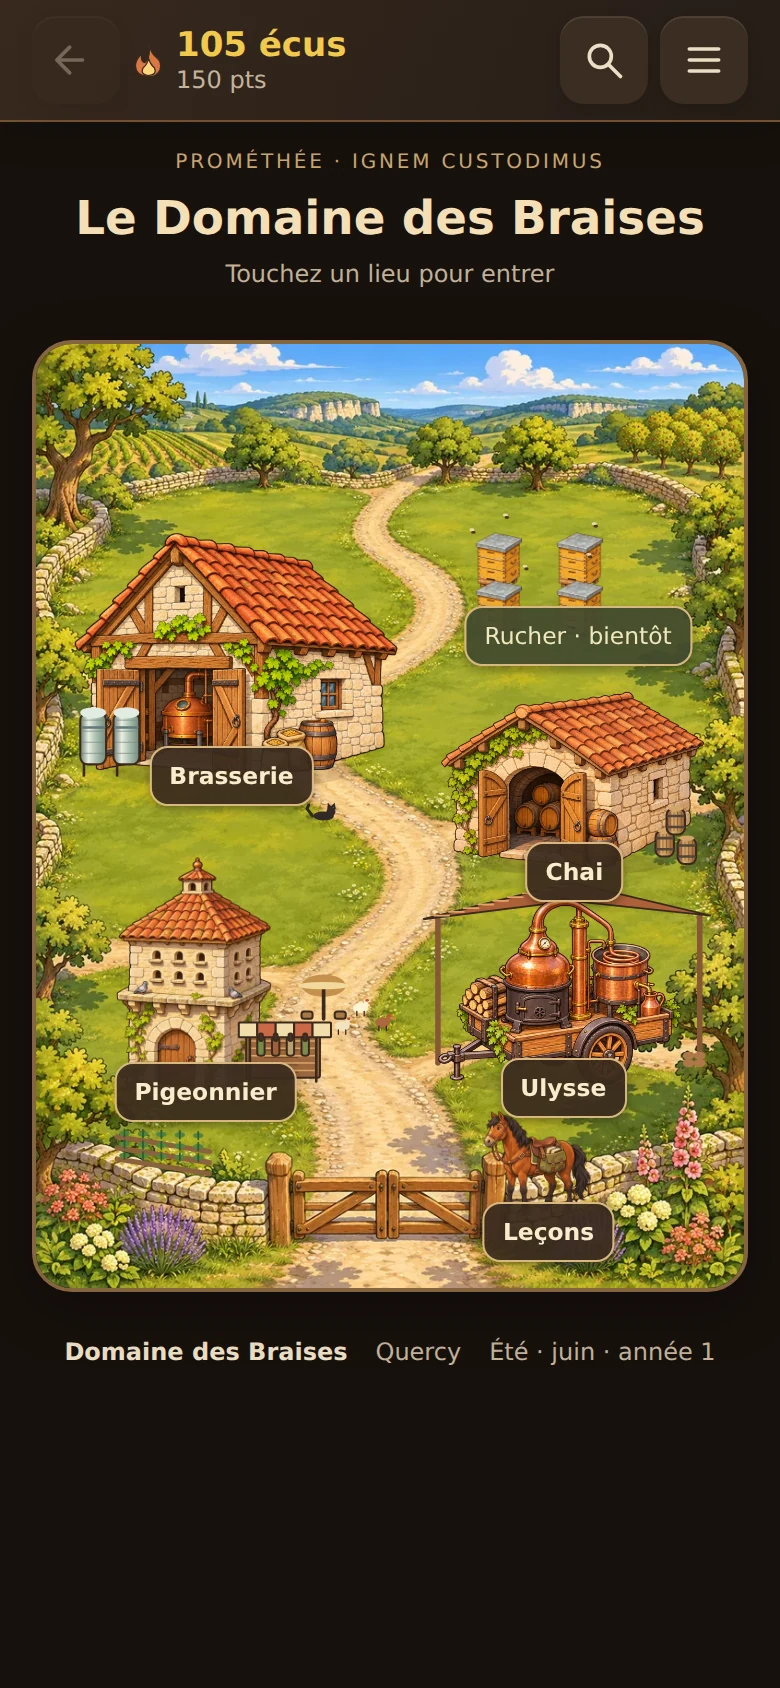 105 écus
150 pts
PROMÉTHÉE · IGNEM CUSTODIMUS
Le Domaine des Braises
Touchez un lieu pour entrer
Rucher · bientôt
Brasserie
Chai
Pigeonnier
Ulysse
Leçons
Domaine des Braises Quercy Été · juin · année 1